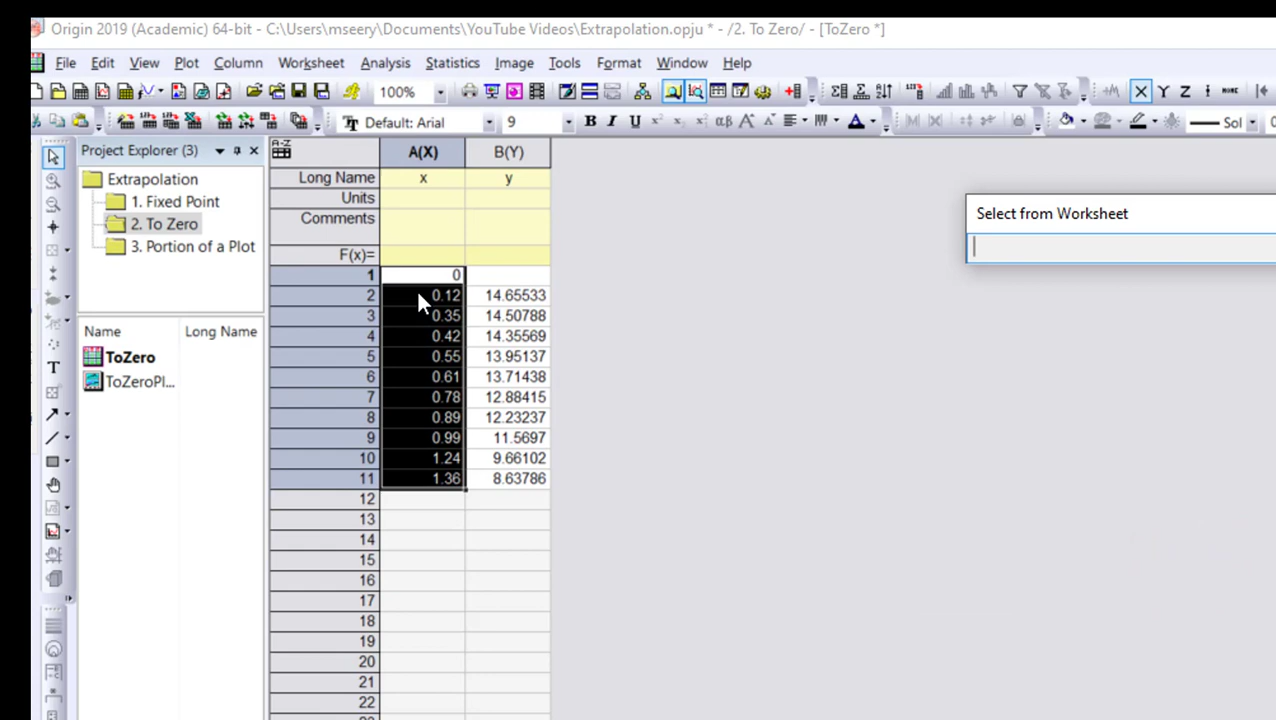 Origin 2019 (Academic) 64-bit - C:\Users\mseery\Documents\YouTube Videos\Extrapolation.opju * - /2. To Zero/ - [ToZero *]
File Edit View Plot Column Worksheet Analysis Statistics Image Tools Format Window Help
100%
Default: Arial 9 B I U Sol
Project Explorer (3)
Extrapolation
1. Fixed Point
2. To Zero
3. Portion of a Plot
Name Long Name
ToZero
ToZeroPl...
A(X) B(Y)
Long Name x y
Units
Comments
F(x)=
1 0
2 0.12 14.65533
3 0.35 14.50788
4 0.42 14.35569
5 0.55 13.95137
6 0.61 13.71438
7 0.78 12.88415
8 0.89 12.23237
9 0.99 11.5697
10 1.24 9.66102
11 1.36 8.63786
12
13
14
15
16
17
18
19
20
21
22
Select from Worksheet